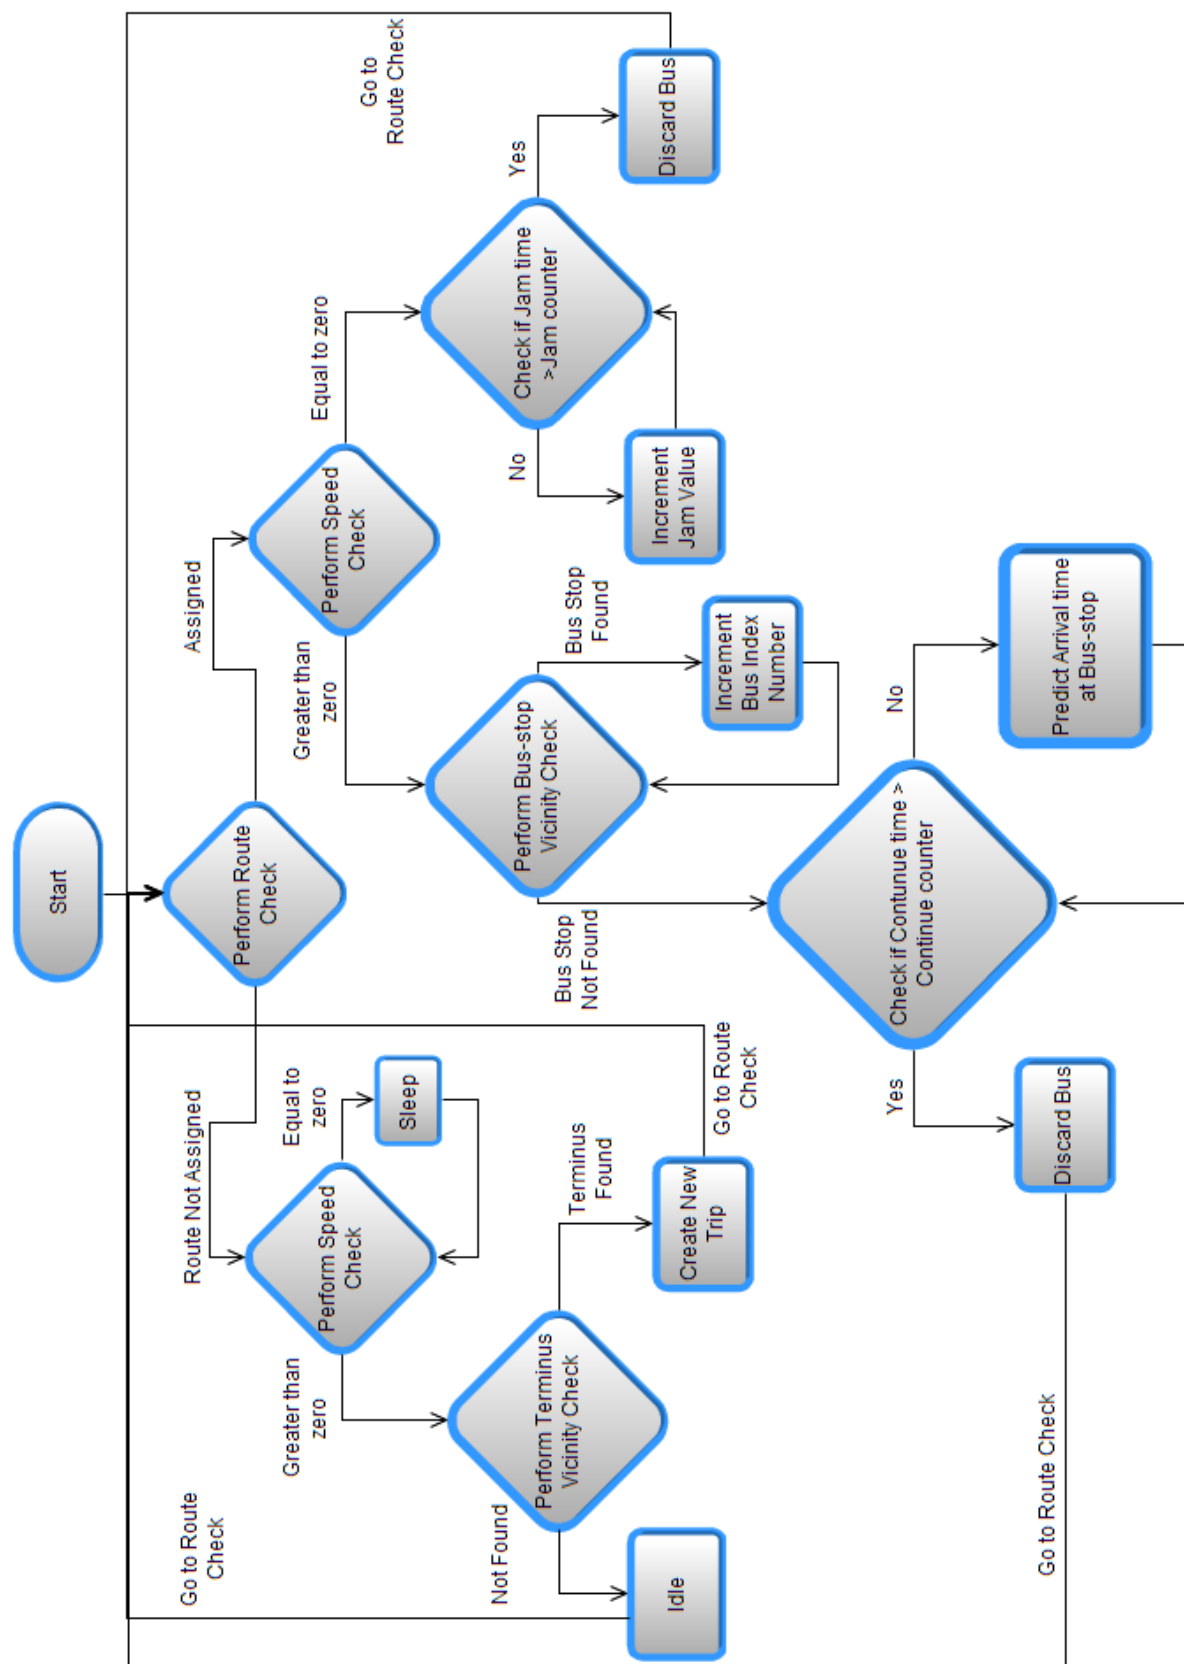 Start
Perform Route
Check
Route Not Assigned
Assigned
Perform Speed
Check
Equal to
zero
Sleep
Greater than
zero
Perform Terminus
Vicinity Check
Not Found
Idle
Go to Route
Check
Terminus
Found
Create New
Trip
Go to Route
Check
Perform Speed
Check
Greater than
zero
Equal to zero
Perform Bus-stop
Vicinity Check
Bus Stop
Found
Increment
Bus Index
Number
Bus Stop
Not Found
Check if Jam time
>Jam counter
No
Increment
Jam Value
Yes
Discard Bus
Go to
Route Check
Check if Contunue time >
Continue counter
Yes
Discard Bus
Go to Route Check
No
Predict Arrival time
at Bus-stop